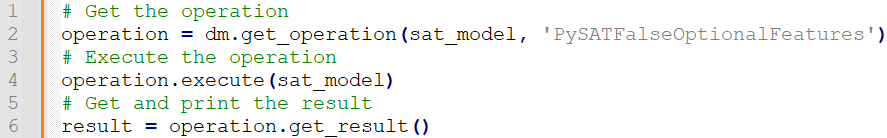 1 # Get the operation
2 operation = dm.get_operation(sat_model, 'PySATFalseOptionalFeatures')
3 # Execute the operation
4 operation.execute(sat_model)
5 # Get and print the result
6 result = operation.get_result()